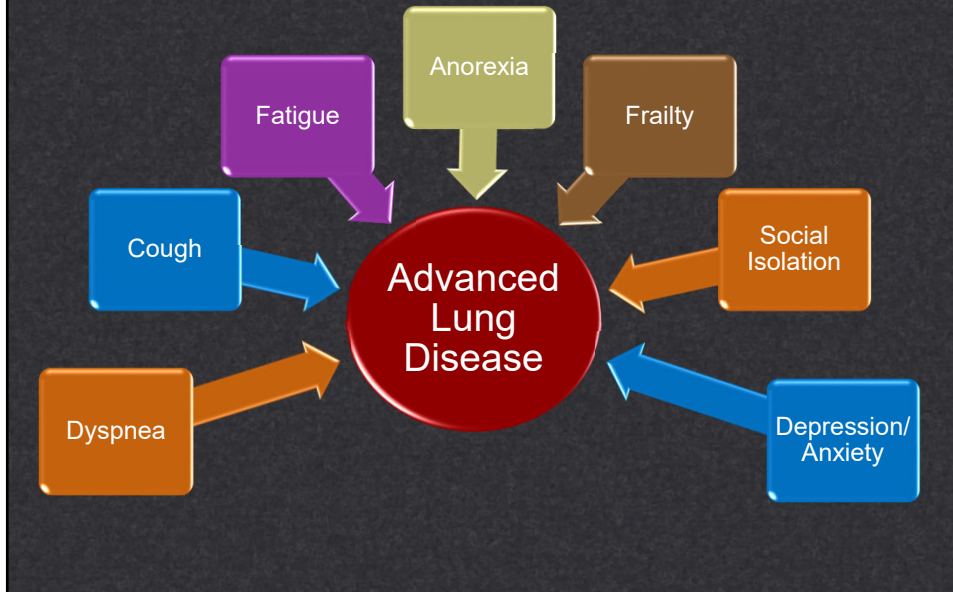 Anorexia
Fatigue
Frailty
Cough
Social
Isolation
Advanced
Lung
Disease
Dyspnea
Depression/
Anxiety